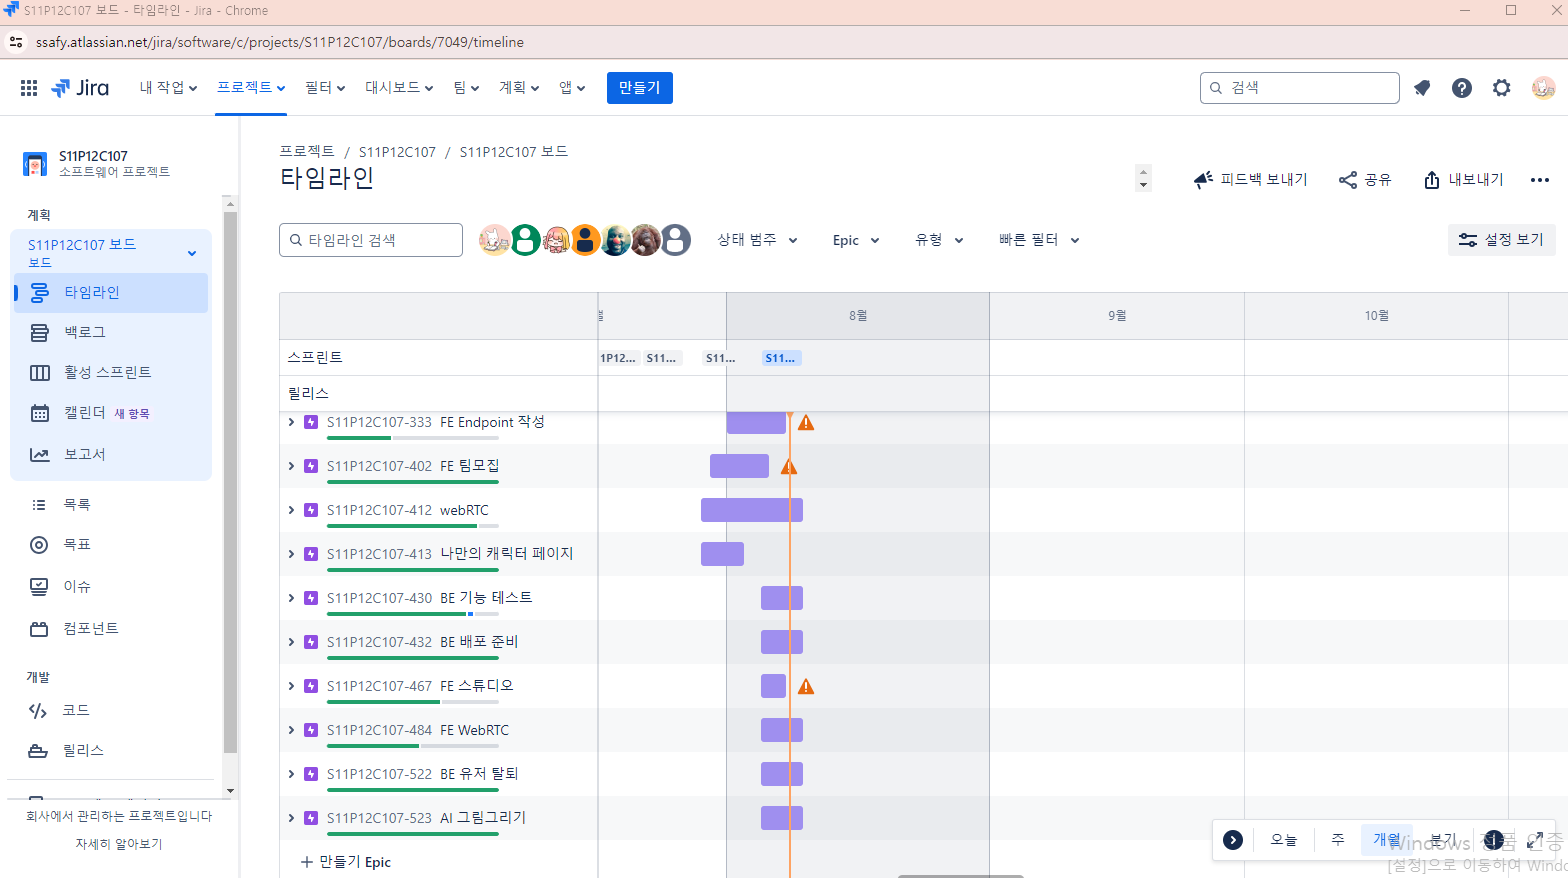 S11P12C107 보드 - 타임라인 - Jira - Chrome
ssafy.atlassian.net/jira/software/c/projects/S11P12C107/boards/7049/timeline
Jira 내 작업 프로젝트 필터 대시보드 팀 계획 앱 만들기 검색
S11P12C107
소프트웨어 프로젝트
계획
S11P12C107 보드
보드
타임라인
백로그
활성 스프린트
캘린더 새 항목
보고서
목록
목표
이슈
컴포넌트
개발
코드
릴리스
회사에서 관리하는 프로젝트입니다
자세히 알아보기
프로젝트 / S11P12C107 / S11P12C107 보드
타임라인
피드백 보내기 공유 내보내기
타임라인 검색 상태 범주 Epic 유형 빠른 필터 설정 보기
8월 9월 10월
스프린트 1P12... S11... S11... S11...
릴리스
S11P12C107-333 FE Endpoint 작성
S11P12C107-402 FE 팀모집
S11P12C107-412 webRTC
S11P12C107-413 나만의 캐릭터 페이지
S11P12C107-430 BE 기능 테스트
S11P12C107-432 BE 배포 준비
S11P12C107-467 FE 스튜디오
S11P12C107-484 FE WebRTC
S11P12C107-522 BE 유저 탈퇴
S11P12C107-523 AI 그림그리기
만들기 Epic
오늘 주 개월 분기
Windows 정품 인증
[설정]으로 이동하여 Windo